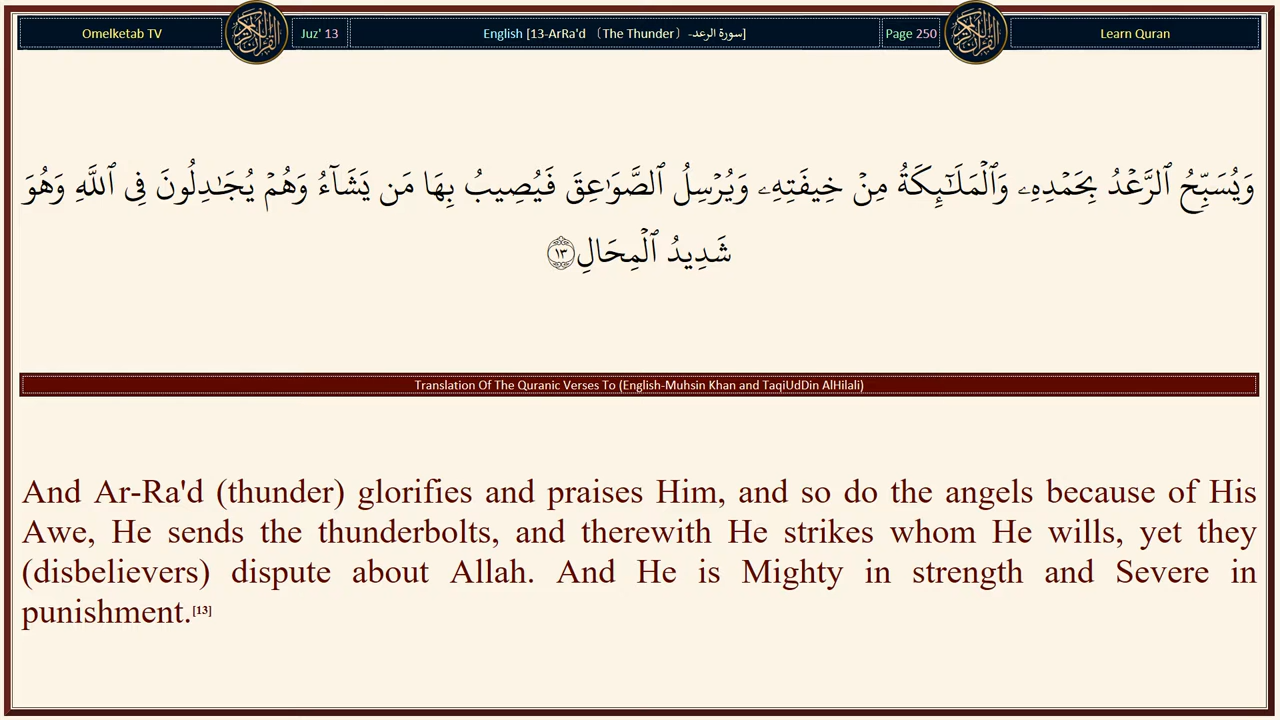 Omelketab TV
Juz' 13
English [13-ArRa'd （The Thunder） -سورة الرعد]
Page 250
Learn Quran
وَيُسَبِّحُ ٱلرَّعۡدُ بِحَمۡدِهِۦ وَٱلۡمَلَـٰٓئِكَةُ مِنۡ خِيفَتِهِۦ وَيُرۡسِلُ ٱلصَّوَٰعِقَ فَيُصِيبُ بِهَا مَن يَشَآءُ وَهُمۡ يُجَـٰدِلُونَ فِى ٱللَّهِ وَهُوَ
شَدِيدُ ٱلۡمِحَالِ ١٣
Translation Of The Quranic Verses To (English-Muhsin Khan and TaqiUdDin AlHilali)
And Ar-Ra'd (thunder) glorifies and praises Him, and so do the angels because of His
Awe, He sends the thunderbolts, and therewith He strikes whom He wills, yet they
(disbelievers) dispute about Allah. And He is Mighty in strength and Severe in
punishment.[13]